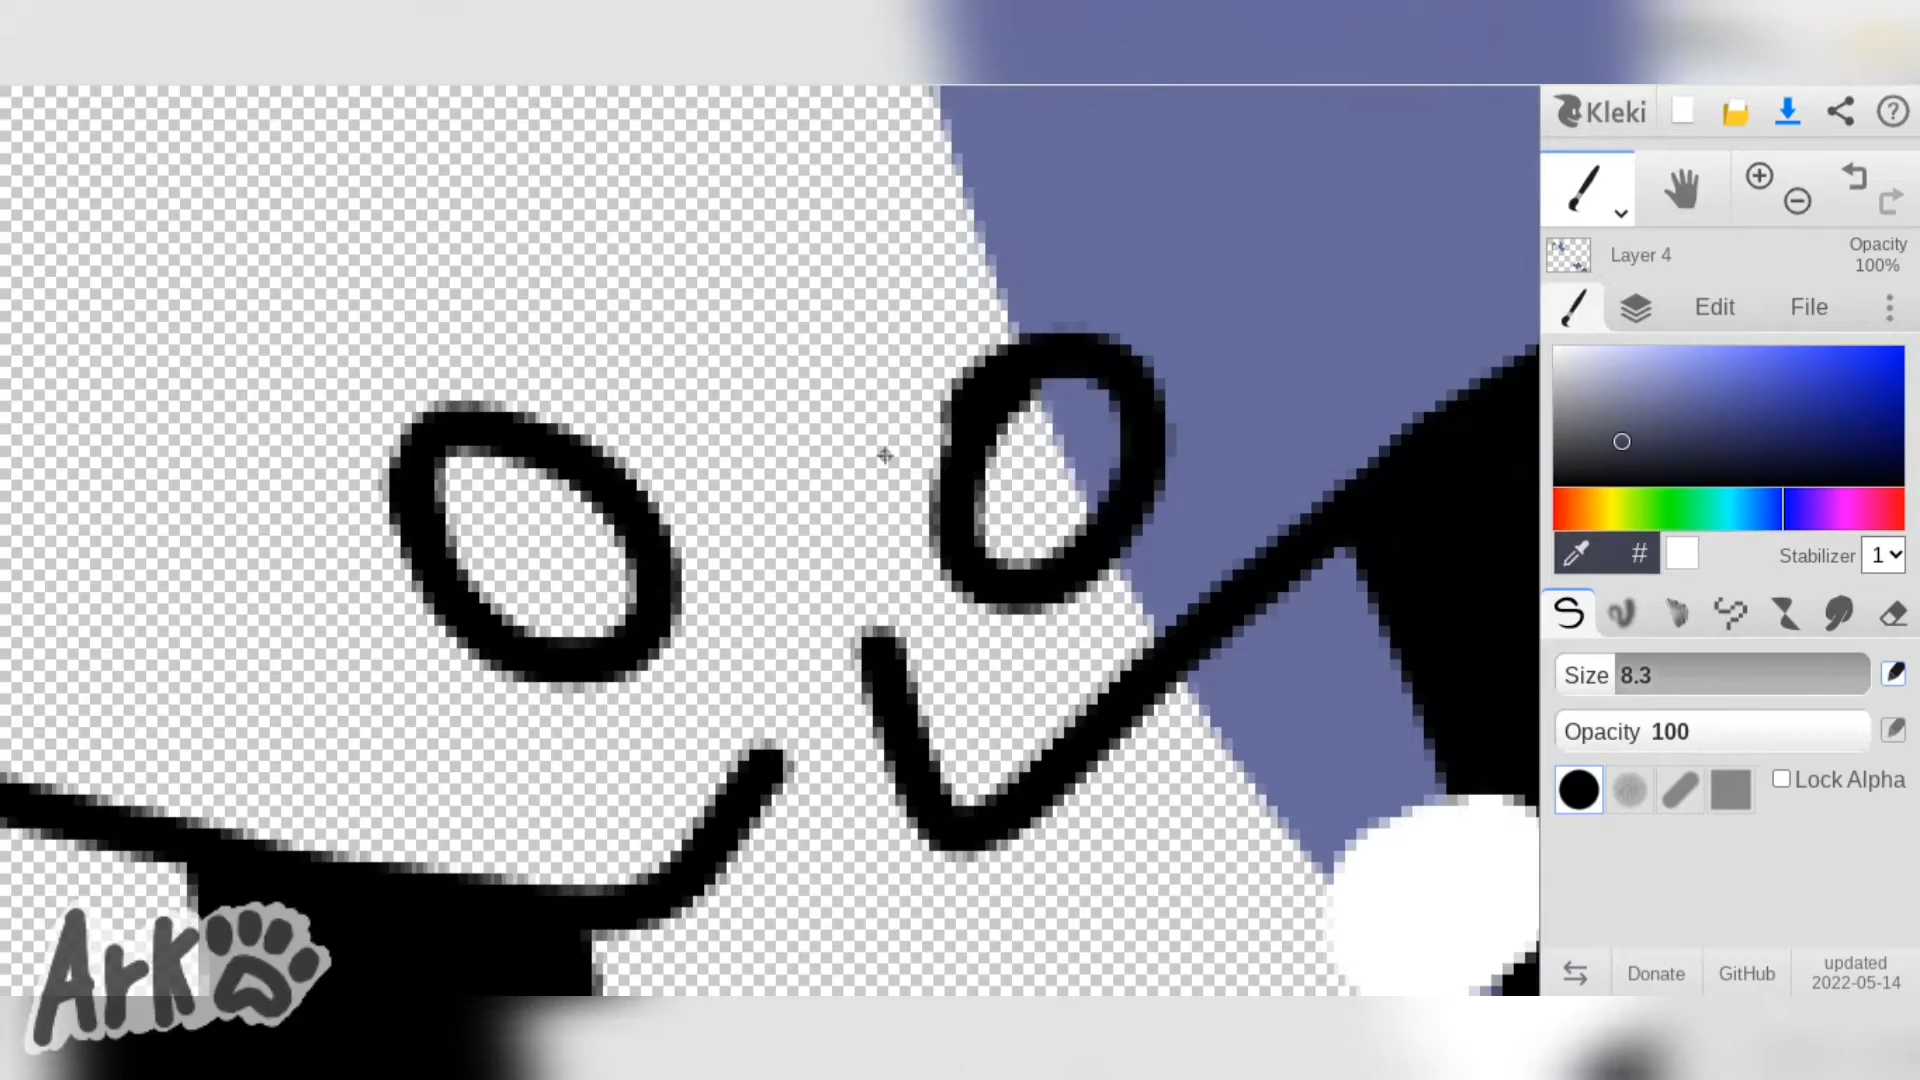 Kleki
Layer 4
Opacity
100%
Edit
File
#
Stabilizer 1
Size 8.3
Opacity 100
Lock Alpha
Donate
GitHub
updated
2022-05-14
Ark